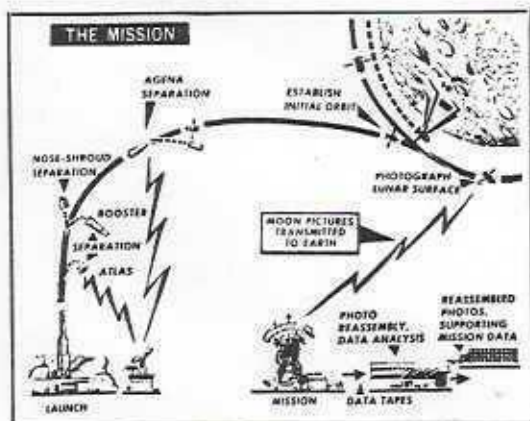 THE MISSION
AGENA
SEPARATION
ESTABLISH
INITIAL ORBIT
NOSE-SHROUD
SEPARATION
PHOTOGRAPH
LUNAR SURFACE
BOOSTER
SEPARATION
ATLAS
MOON PICTURES
TRANSMITTED
TO EARTH
PHOTO
REASSEMBLY,
DATA ANALYSIS
REASSEMBLED
PHOTOS,
SUPPORTING
MISSION DATA
LAUNCH
MISSION
DATA TAPES